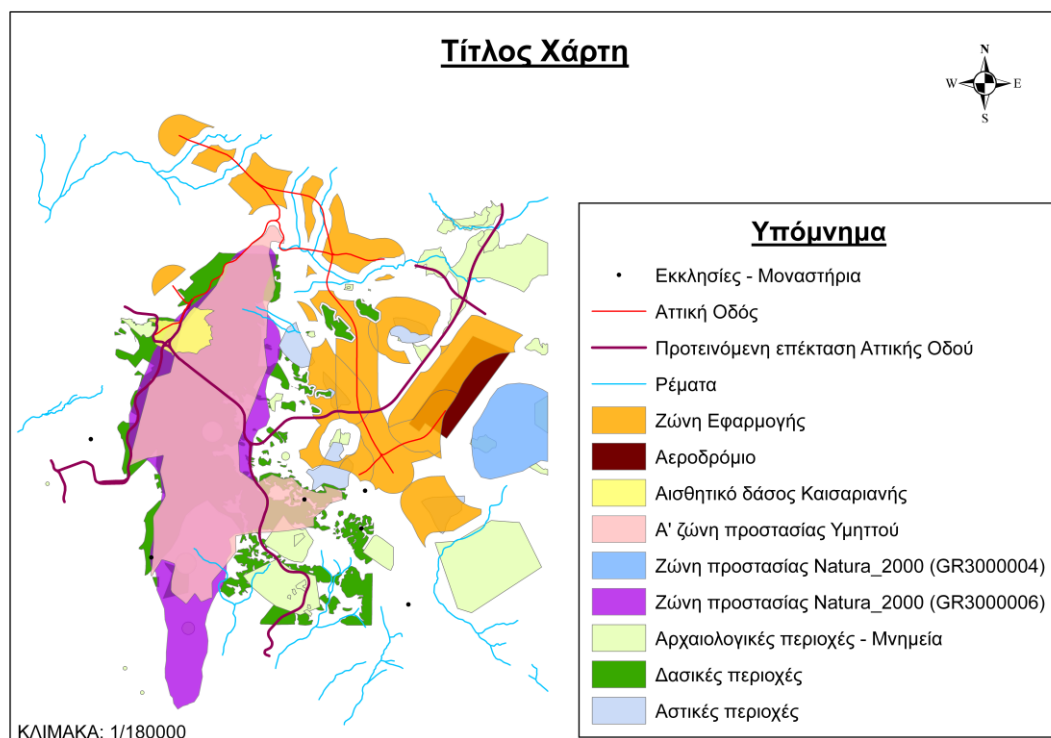 Τίτλος Χάρτη
N
W E
S
Υπόμνημα
Εκκλησίες - Μοναστήρια
Αττική Οδός
Προτεινόμενη επέκταση Αττικής Οδού
Ρέματα
Ζώνη Εφαρμογής
Αεροδρόμιο
Αισθητικό δάσος Καισαριανής
Α' ζώνη προστασίας Υμηττού
Ζώνη προστασίας Natura_2000 (GR3000004)
Ζώνη προστασίας Natura_2000 (GR3000006)
Αρχαιολογικές περιοχές - Μνημεία
Δασικές περιοχές
Αστικές περιοχές
ΚΛΙΜΑΚΑ: 1/180000